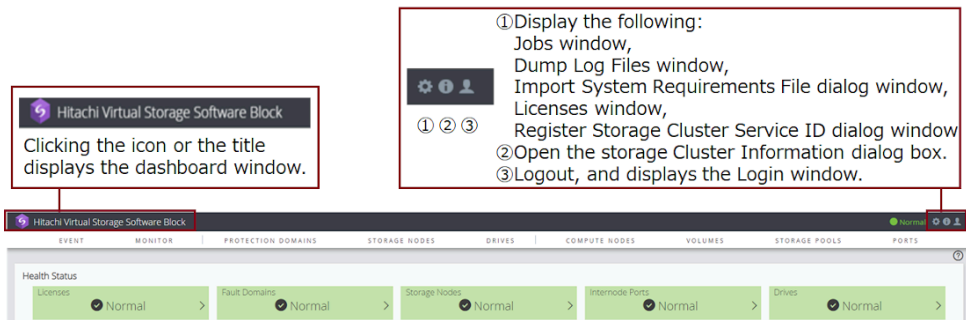 ①Display the following:
Jobs window,
Dump Log Files window,
Import System Requirements File dialog window,
Licenses window,
Register Storage Cluster Service ID dialog window
②Open the storage Cluster Information dialog box.
③Logout, and displays the Login window.
① ② ③
Hitachi Virtual Storage Software Block
Clicking the icon or the title
displays the dashboard window.
Hitachi Virtual Storage Software Block
Normal
EVENT MONITOR PROTECTION DOMAINS STORAGE NODES DRIVES COMPUTE NODES VOLUMES STORAGE POOLS PORTS
Health Status
Licenses
Normal
Fault Domains
Normal
Storage Nodes
Normal
Internode Ports
Normal
Drives
Normal